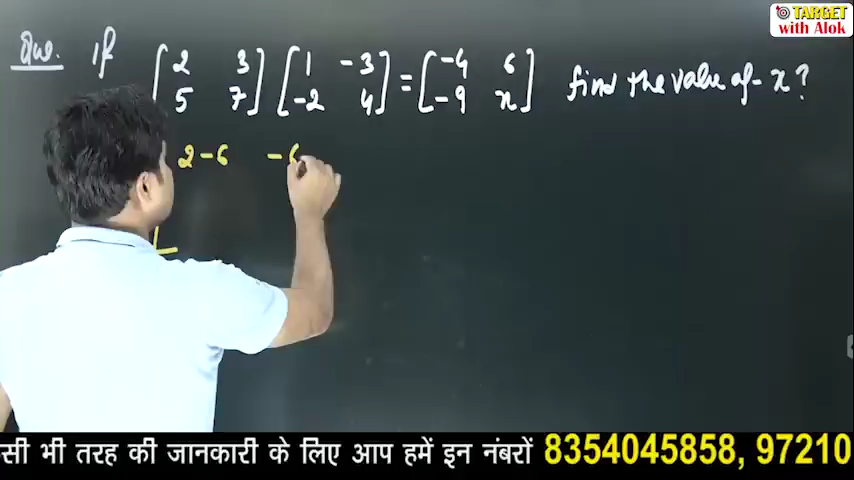 TARGET
with Alok
Que. If [2 3 5 7] [1 -3 -2 4] = [-4 6 -9 x] find the value of x?
2-6 -6
सी भी तरह की जानकारी के लिए आप हमें इन नंबरों 8354045858, 97210